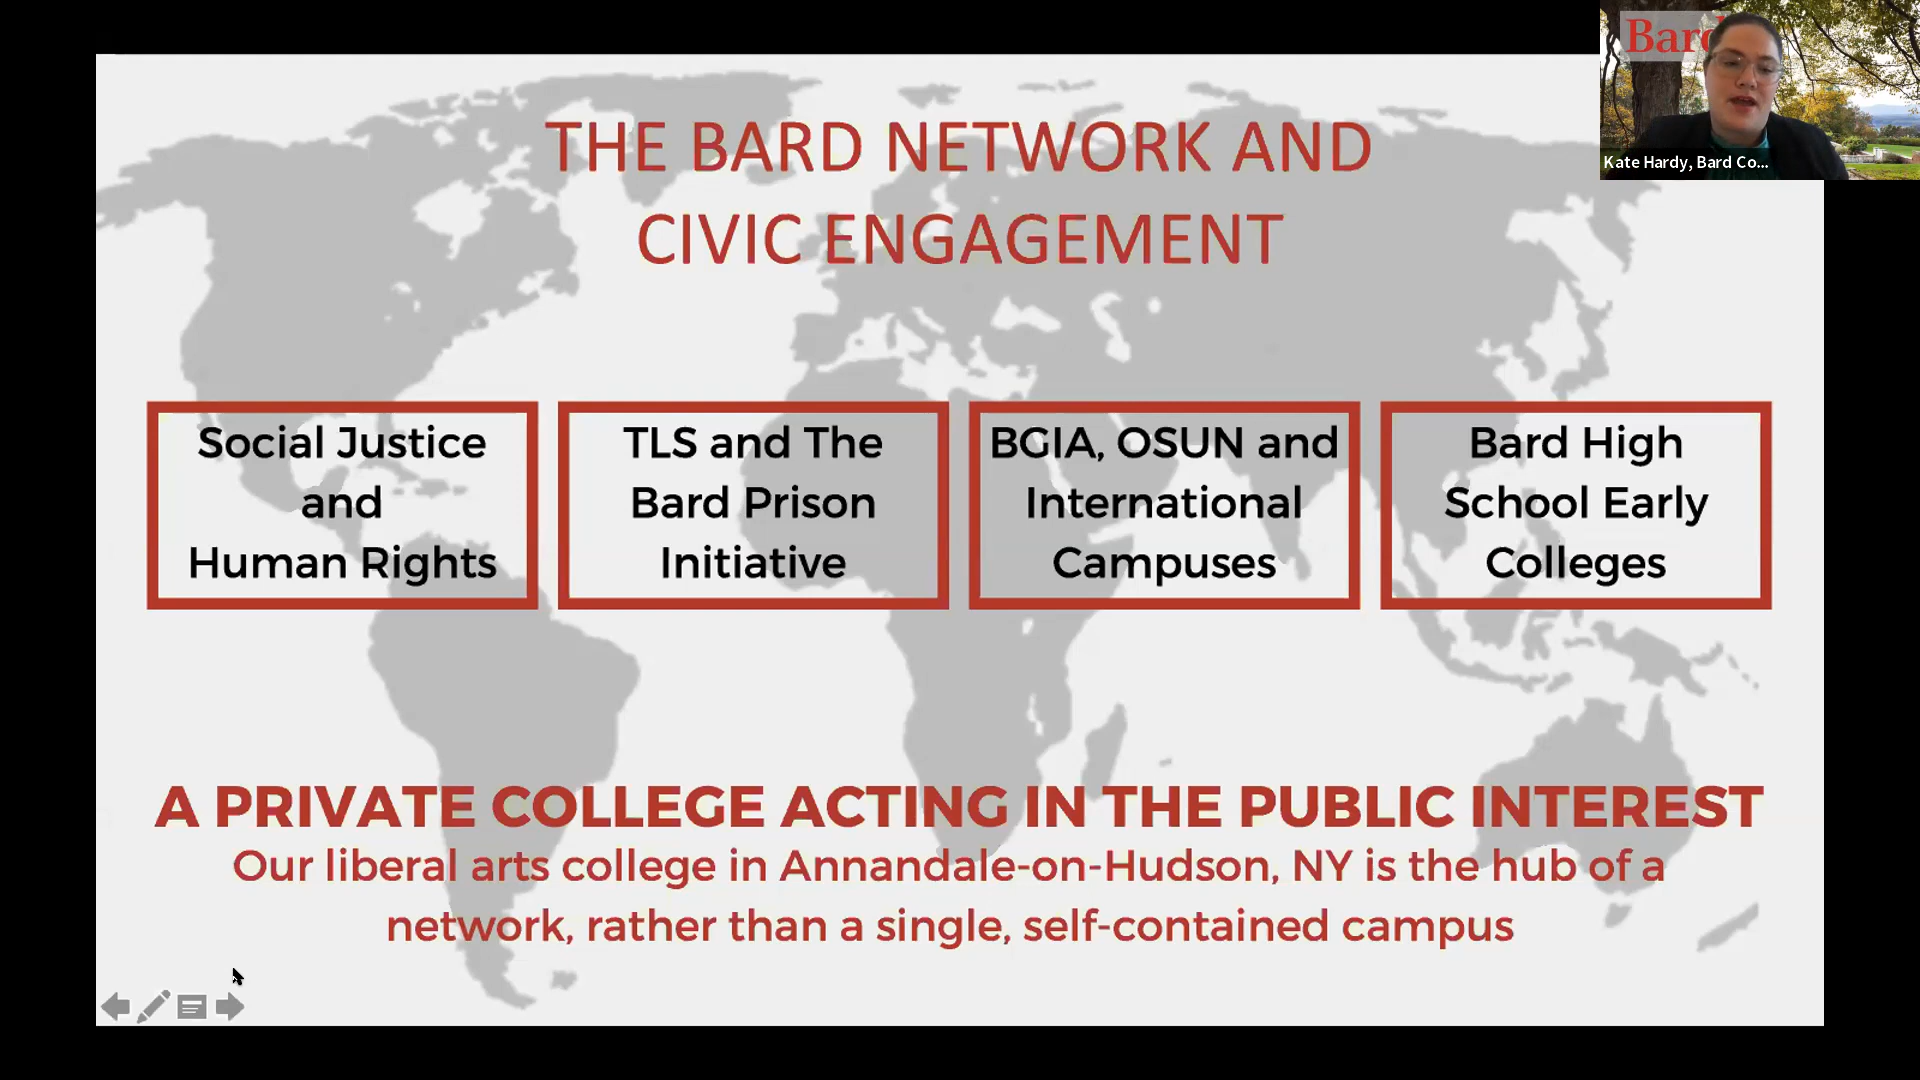 Bard
Kate Hardy, Bard Co...
THE BARD NETWORK AND
CIVIC ENGAGEMENT
Social Justice
and
Human Rights
TLS and The
Bard Prison
Initiative
BGIA, OSUN and
International
Campuses
Bard High
School Early
Colleges
A PRIVATE COLLEGE ACTING IN THE PUBLIC INTEREST
Our liberal arts college in Annandale-on-Hudson, NY is the hub of a
network, rather than a single, self-contained campus